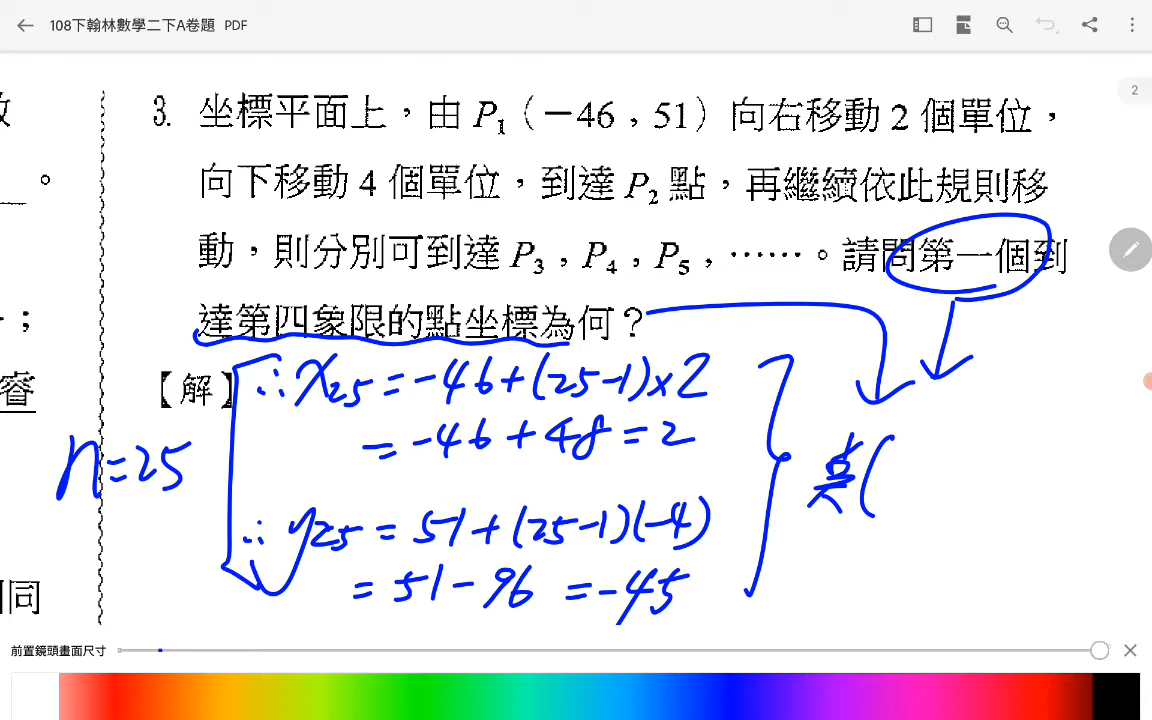 108下翰林數學二下A卷題 PDF
2
3. 坐標平面上，由 P₁（－46，51）向右移動 2 個單位，
向下移動 4 個單位，到達 P₂ 點，再繼續依此規則移
動，則分別可到達 P₃，P₄，P₅，……。請問第一個到
達第四象限的點坐標為何？
【解】
∴ x₂₅ = -46+(25-1)×2
= -46+48 = 2
n=25
點(
∴ y₂₅ = 51+(25-1)(-4)
= 51-96 = -45
。
；
睿
同
前置鏡頭畫面尺寸